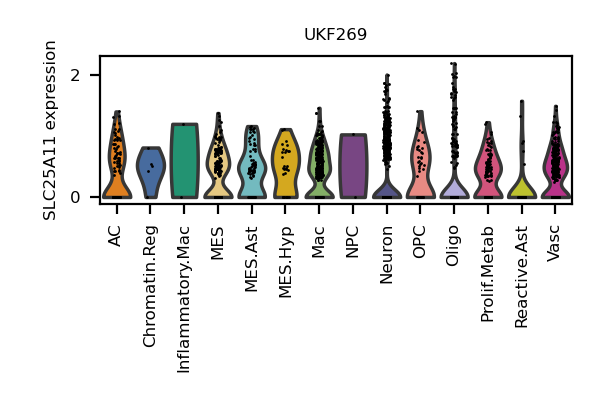 UKF269
SLC25A11 expression
2
0
AC
Chromatin.Reg
Inflammatory.Mac
MES
MES.Ast
MES.Hyp
Mac
NPC
Neuron
OPC
Oligo
Prolif.Metab
Reactive.Ast
Vasc